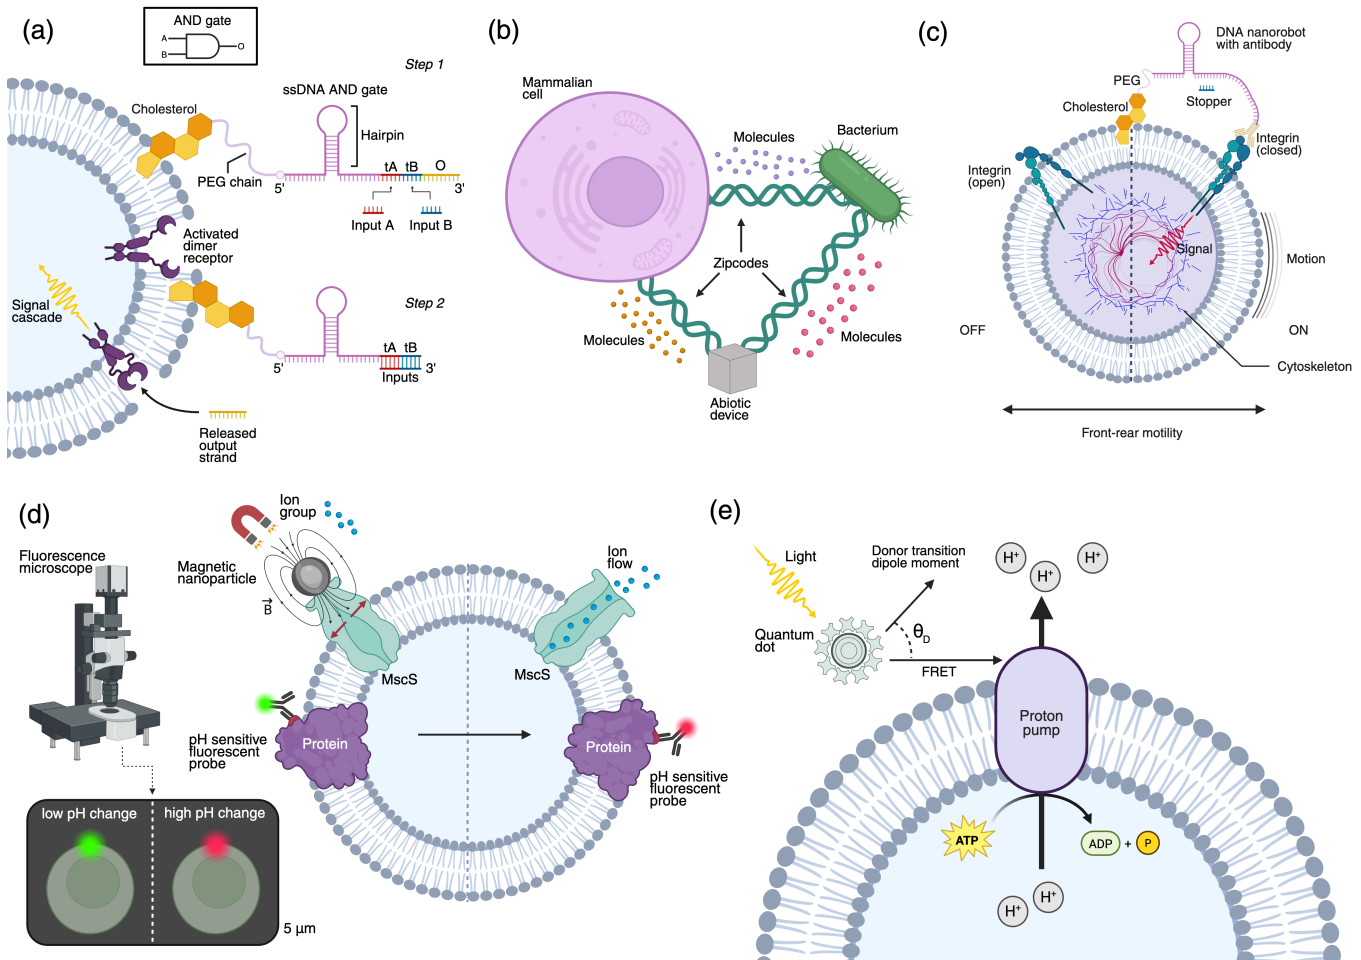 (a)
AND gate
A
B
O
Step 1
Cholesterol
ssDNA AND gate
Hairpin
tA tB O
PEG chain
5'
3'
Input A
Input B
Activated
dimer
receptor
Signal
cascade
Step 2
tA tB
5'
3'
Inputs
Released
output
strand
(b)
Mammalian
cell
Molecules
Bacterium
Zipcodes
Molecules
Molecules
Abiotic
device
(c)
DNA nanorobot
with antibody
PEG
Stopper
Cholesterol
Integrin
(closed)
Integrin
(open)
Signal
Motion
OFF
ON
Cytoskeleton
Front-rear motility
(d)
Ion
group
Fluorescence
microscope
Magnetic
nanoparticle
B
Ion
flow
MscS
MscS
pH sensitive
fluorescent
probe
Protein
Protein
pH sensitive
fluorescent
probe
low pH change
high pH change
5 μm
(e)
Light
Donor transition
dipole moment
H+
H+
H+
Quantum
dot
θD
FRET
Proton
pump
ATP
ADP + P
H+
H+